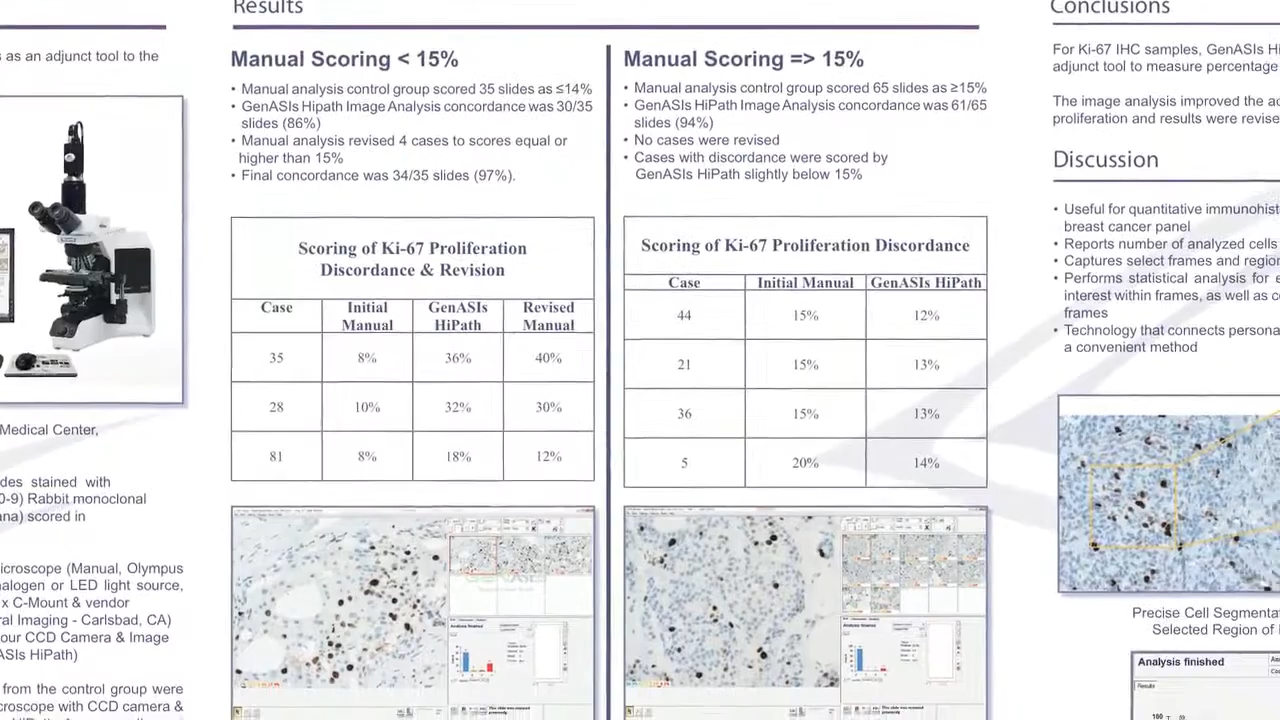 s as an adjunct tool to the
Medical Center,
des stained with
0-9) Rabbit monoclonal
ana) scored in
icroscope (Manual, Olympus
alogen or LED light source,
x C-Mount & vendor
ral Imaging - Carlsbad, CA)
our CCD Camera & Image
ASIs HiPath)
from the control group were
croscope with CCD camera &
Results
Manual Scoring < 15%
• Manual analysis control group scored 35 slides as ≤14%
• GenASIs Hipath Image Analysis concordance was 30/35
slides (86%)
• Manual analysis revised 4 cases to scores equal or
higher than 15%
• Final concordance was 34/35 slides (97%).
Scoring of Ki-67 Proliferation
Discordance & Revision
Case Initial Manual GenASIs HiPath Revised Manual
35 8% 36% 40%
28 10% 32% 30%
81 8% 18% 12%
Manual Scoring => 15%
• Manual analysis control group scored 65 slides as ≥15%
• GenASIs HiPath Image Analysis concordance was 61/65
slides (94%)
• No cases were revised
• Cases with discordance were scored by
GenASIs HiPath slightly below 15%
Scoring of Ki-67 Proliferation Discordance
Case Initial Manual GenASIs HiPath
44 15% 12%
21 15% 13%
36 15% 13%
5 20% 14%
Analysis finished
Analysis finished
Conclusions
For Ki-67 IHC samples, GenASIs Hi
adjunct tool to measure percentage
The image analysis improved the ac
proliferation and results were revise
Discussion
• Useful for quantitative immunohist
breast cancer panel
• Reports number of analyzed cells
• Captures select frames and region
• Performs statistical analysis for e
interest within frames, as well as c
frames
• Technology that connects persona
a convenient method
Precise Cell Segmenta
Selected Region of
Analysis finished
Results
100